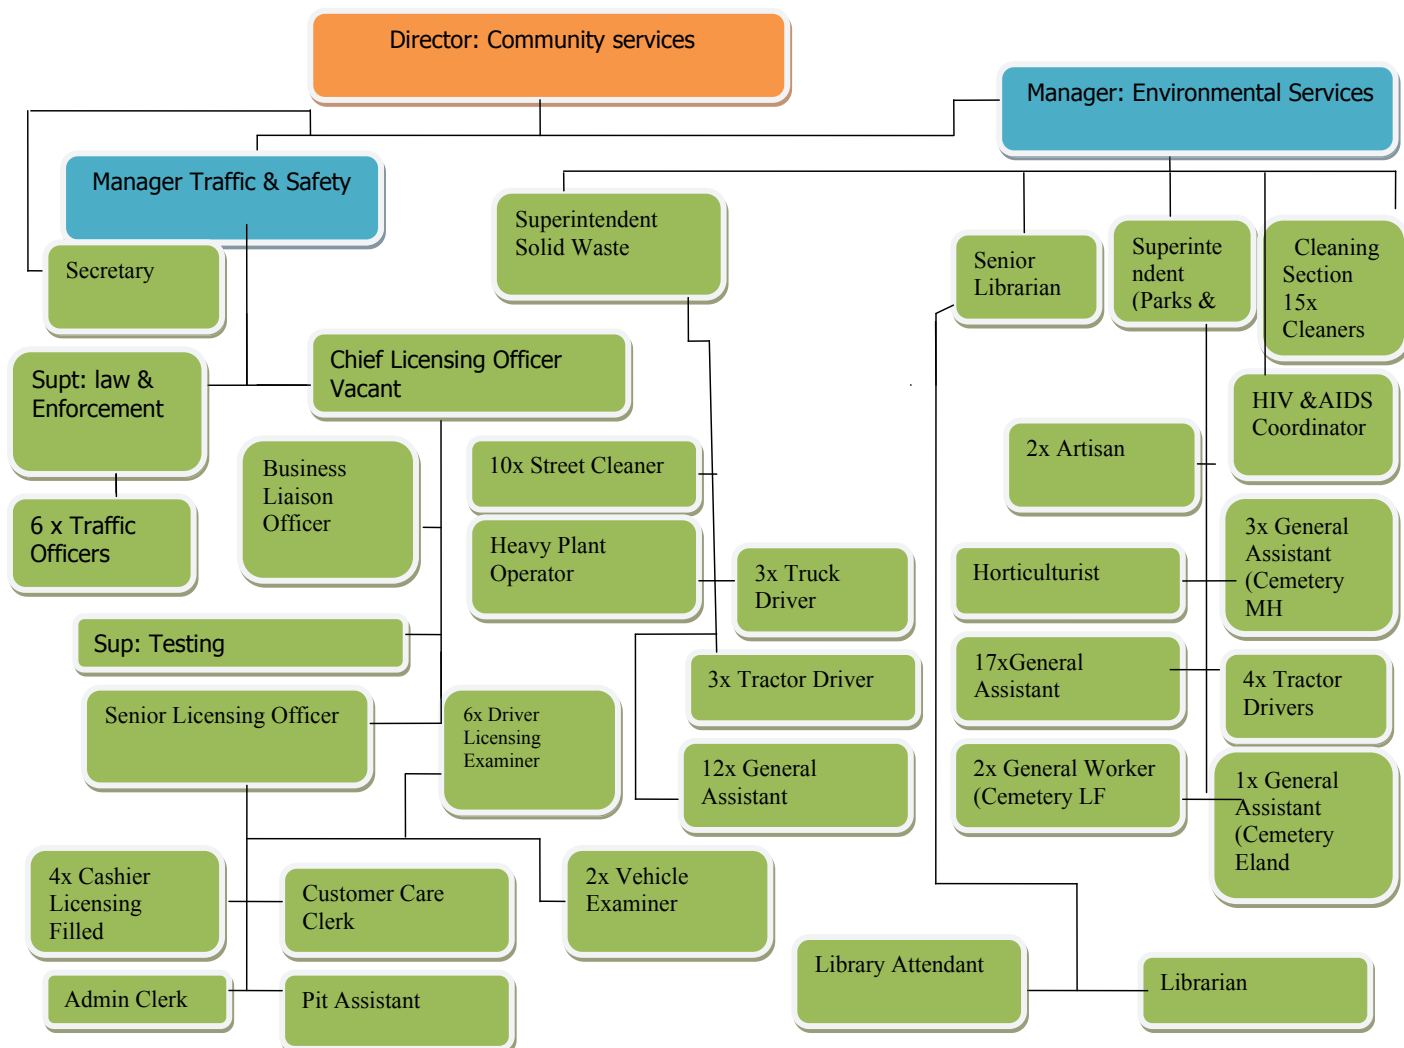 Director: Community services
Manager: Environmental Services
Manager Traffic & Safety
Superintendent
Solid Waste
Secretary
Senior
Librarian
Superinte
ndent
(Parks &
Cleaning
Section
15x
Cleaners
Supt: law &
Enforcement
Chief Licensing Officer
Vacant
HIV &AIDS
Coordinator
Business
Liaison
Officer
10x Street Cleaner
2x Artisan
6 x Traffic
Officers
Heavy Plant
Operator
3x Truck
Driver
Horticulturist
3x General
Assistant
(Cemetery
MH
Sup: Testing
3x Tractor Driver
17xGeneral
Assistant
4x Tractor
Drivers
Senior Licensing Officer
6x Driver
Licensing
Examiner
12x General
Assistant
2x General Worker
(Cemetery LF
1x General
Assistant
(Cemetery
Eland
4x Cashier
Licensing
Filled
Customer Care
Clerk
2x Vehicle
Examiner
Library Attendant
Librarian
Admin Clerk
Pit Assistant